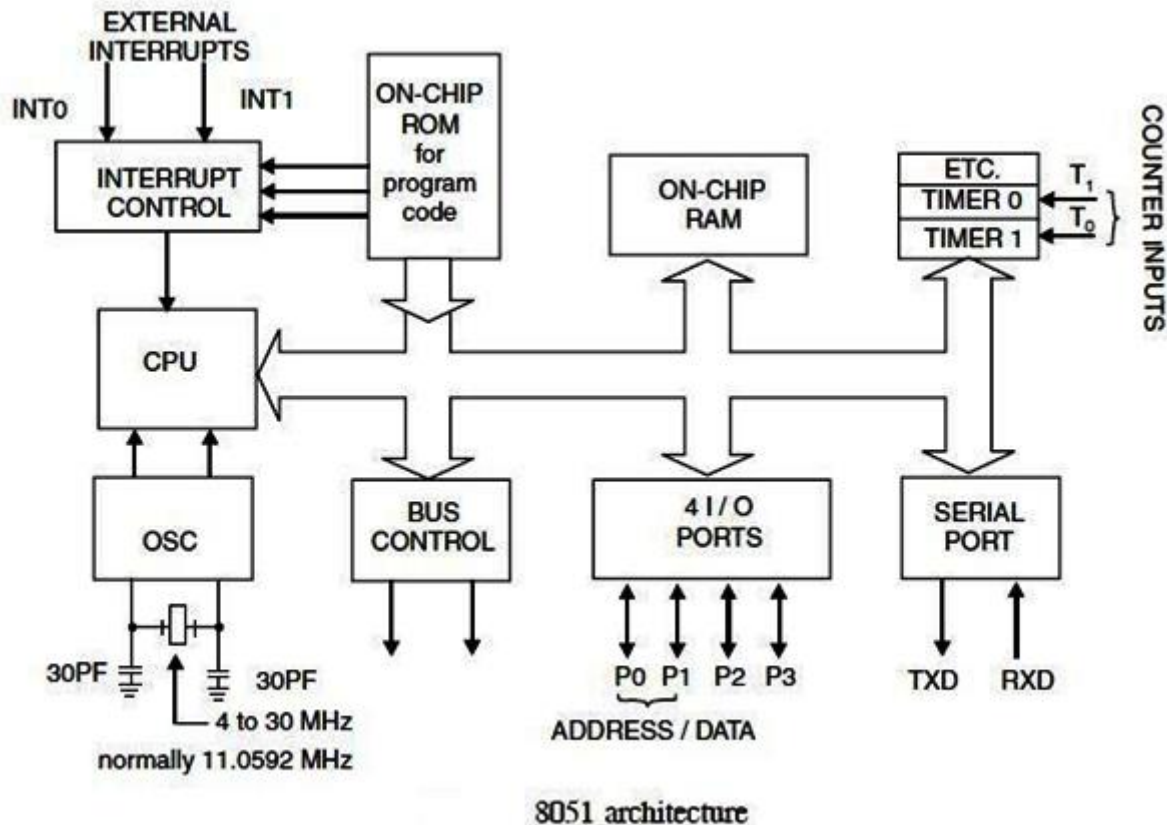 EXTERNAL
INTERRUPTS
INT0
INT1
INTERRUPT
CONTROL
ON-CHIP
ROM
for
program
code
ON-CHIP
RAM
ETC.
TIMER 0
TIMER 1
T1
T0
COUNTER INPUTS
CPU
OSC
BUS
CONTROL
4 I / O
PORTS
SERIAL
PORT
30PF
30PF
4 to 30 MHz
normally 11.0592 MHz
P0 P1 P2 P3
ADDRESS / DATA
TXD RXD
8051 architecture